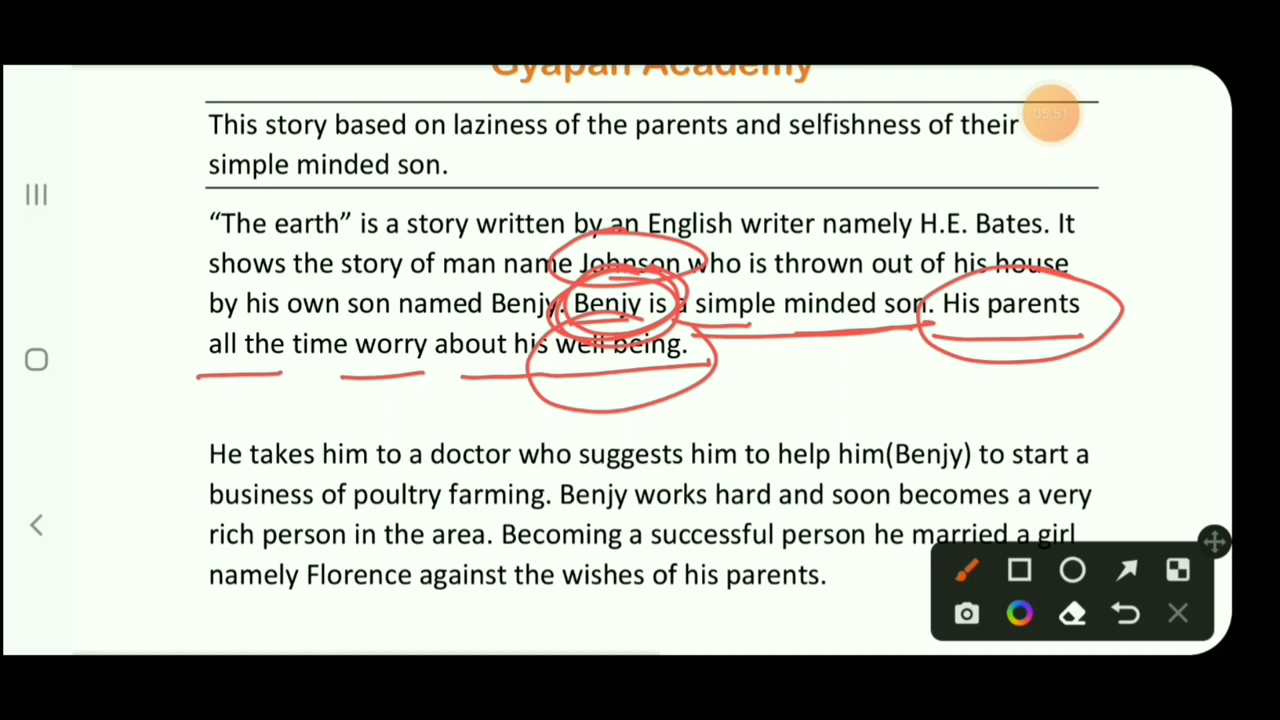 Gyapan Academy
This story based on laziness of the parents and selfishness of their
05:51
simple minded son.
“The earth” is a story written by an English writer namely H.E. Bates. It
shows the story of man name Johnson who is thrown out of his house
by his own son named Benjy. Benjy is a simple minded son. His parents
all the time worry about his well being.
He takes him to a doctor who suggests him to help him(Benjy) to start a
business of poultry farming. Benjy works hard and soon becomes a very
rich person in the area. Becoming a successful person he married a girl
namely Florence against the wishes of his parents.